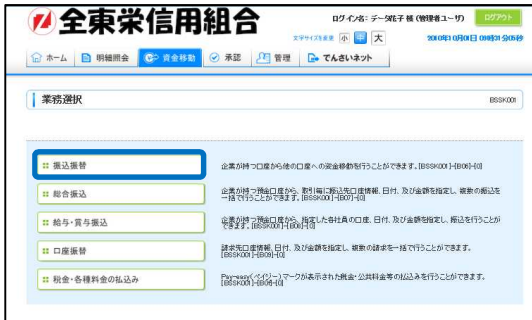 全東栄信用組合
ログイン名: データ花子 様 (管理者ユーザ)
ログアウト
文字サイズを変更 小 中 大
2010年10月01日 09時31分05秒
ホーム 明細照会 資金移動 承認 管理 でんさいネット
業務選択
BSSK001
振込振替
企業が持つ口座から他の口座への資金移動を行うことができます。[BSSK001]-[B06]-[0]
総合振込
企業が持つ預金口座から、取引毎に振込先口座情報、日付、及び金額を指定し、複数の振込を
一括で行うことができます。[BSSK001]-[B07]-[0]
給与・賞与振込
企業が持つ預金口座から、指定した各社員の口座、日付、及び金額を指定し、振込を行うことが
できます。[BSSK001]-[B08]-[0]
口座振替
請求先口座情報、日付、及び金額を指定し、複数の請求を一括で行うことができます。
[BSSK001]-[B09]-[0]
税金・各種料金の払込み
Pay-easy(ペイジー)マークが表示された税金・公共料金等の払込みを行うことができます。
[BSSK001]-[B06]-[0]